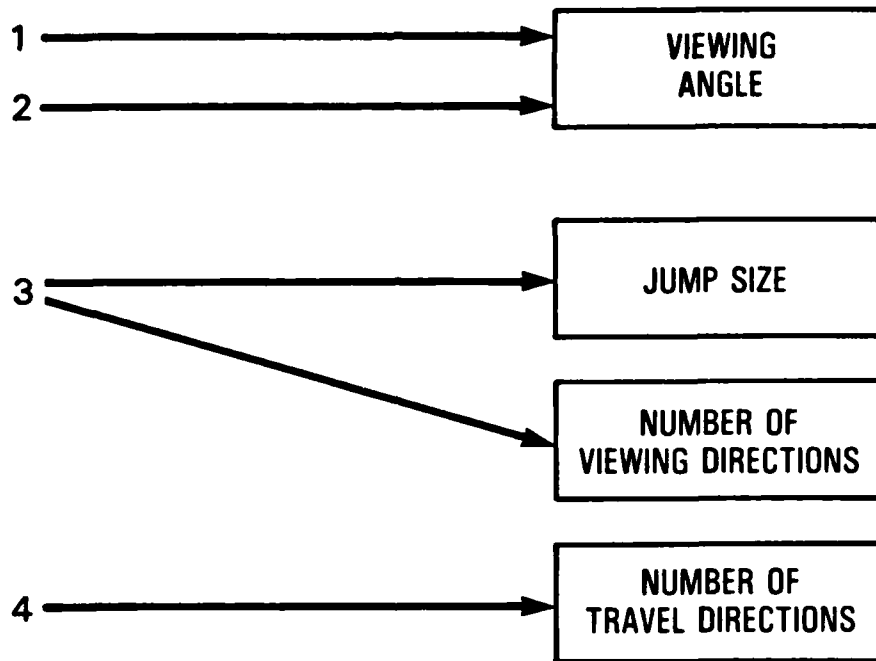 1
VIEWING
ANGLE
2
3
JUMP SIZE
NUMBER OF
VIEWING DIRECTIONS
4
NUMBER OF
TRAVEL DIRECTIONS